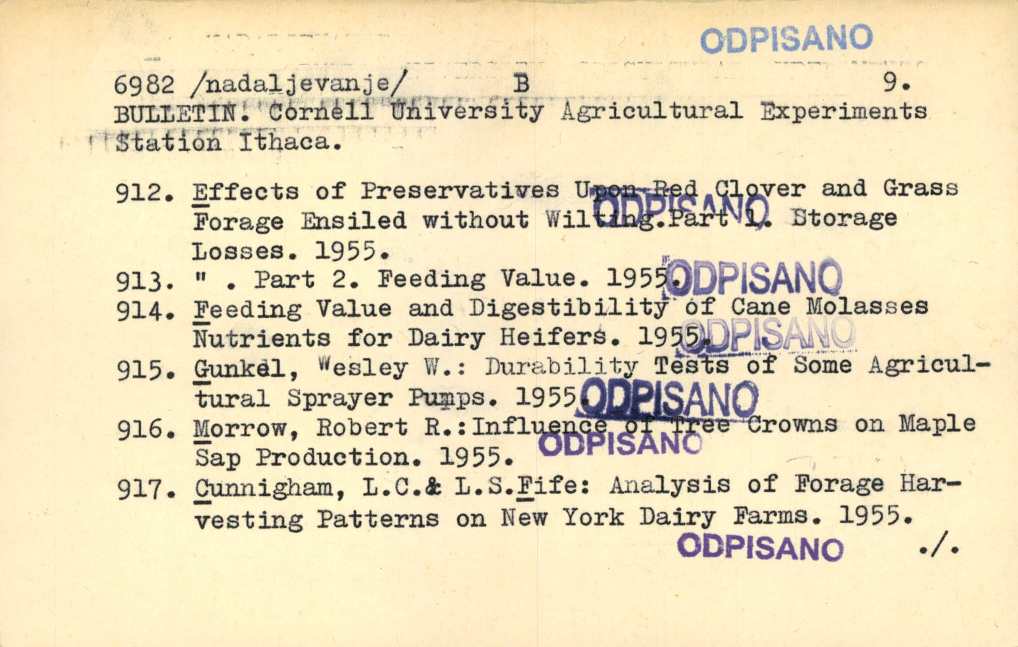 ODPISANO
6982 /nadaljevanje/ B 9.
BULLETIN. Cornell University Agricultural Experiments
Station Ithaca.
912. Effects of Preservatives Upon Red Clover and Grass
Forage Ensiled without Wilting.Part 1. Storage
ODPISANO
Losses. 1955.
913. " . Part 2. Feeding Value. 1955.
ODPISANO
914. Feeding Value and Digestibility of Cane Molasses
Nutrients for Dairy Heifers. 1955.
ODPISANO
915. Gunkel, Wesley W.: Durability Tests of Some Agricul-
tural Sprayer Pumps. 1955.
ODPISANO
916. Morrow, Robert R.:Influence of Tree Crowns on Maple
Sap Production. 1955.
ODPISANO
917. Cunnigham, L.C.& L.S.Fife: Analysis of Forage Har-
vesting Patterns on New York Dairy Farms. 1955.
ODPISANO ./.